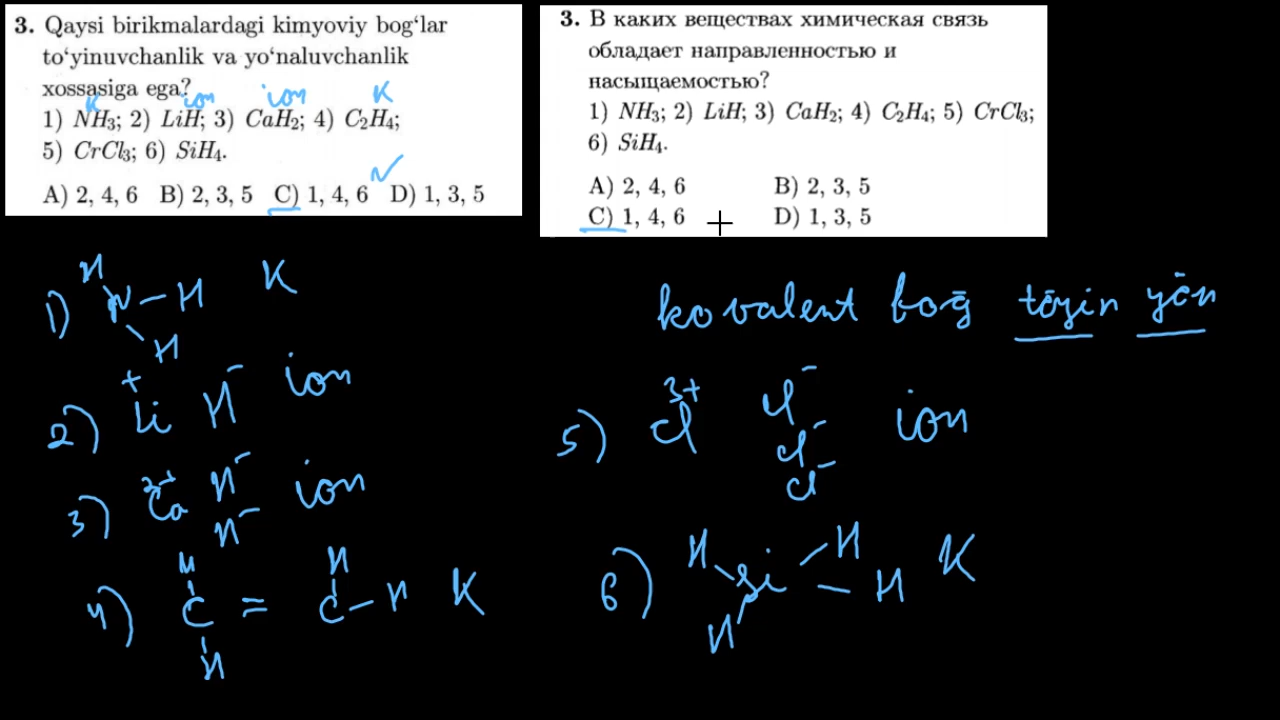 3. Qaysi birikmalardagi kimyoviy bog‘lar
to‘yinuvchanlik va yo‘naluvchanlik
xossasiga ega?
K ion ion K
1) NH₃; 2) LiH; 3) CaH₂; 4) C₂H₄;
5) CrCl₃; 6) SiH₄.
A) 2, 4, 6 B) 2, 3, 5 C) 1, 4, 6 D) 1, 3, 5
3. В каких веществах химическая связь
обладает направленностью и
насыщаемостью?
1) NH₃; 2) LiH; 3) CaH₂; 4) C₂H₄; 5) CrCl₃;
6) SiH₄.
A) 2, 4, 6 B) 2, 3, 5
C) 1, 4, 6 D) 1, 3, 5
H
1) N – H K
H
2) Li⁺ H⁻ ion
3) Ca²⁺ H⁻ ion
H⁻
H H
4) C = C – H K
H
kovalent boḡ tōyin yōn
5) Cl³⁺ Cl⁻ ion
Cl⁻
Cl⁻
6) H Si H K
H H